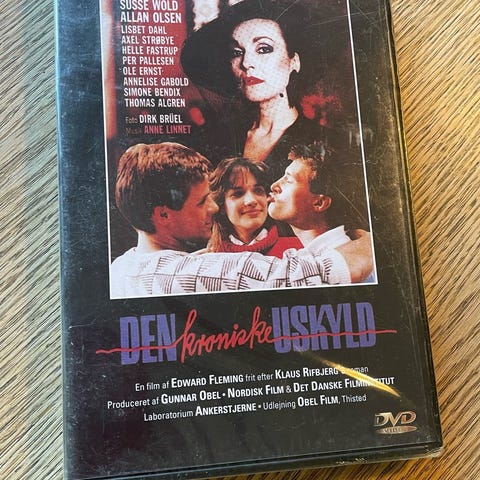 SUSSE WOLD
ALLAN OLSEN
LISBET DAHL
AXEL STRØBYE
HELLE FASTRUP
PER PALLESEN
OLE ERNST
ANNELISE GABOLD
SIMONE BENDIX
THOMAS ALGREN
Foto DIRK BRÜEL
Musik ANNE LINNET
DEN kroniske USKYLD
En film af EDWARD FLEMING frit efter KLAUS RIFBJERG roman
Produceret af GUNNAR OBEL • NORDISK FILM & DET DANSKE FILMINSTITUT
Laboratorium ANKERSTJERNE • Udlejning OBEL FILM, Thisted
DVD
VIDEO